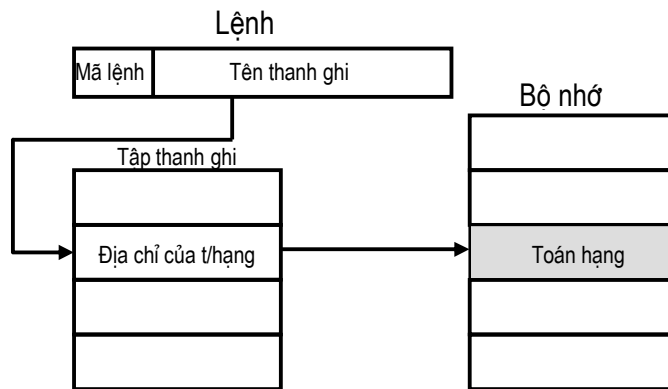 Lệnh
Mã lệnh
Tên thanh ghi
Bộ nhớ
Tập thanh ghi
Địa chỉ của t/hạng
Toán hạng